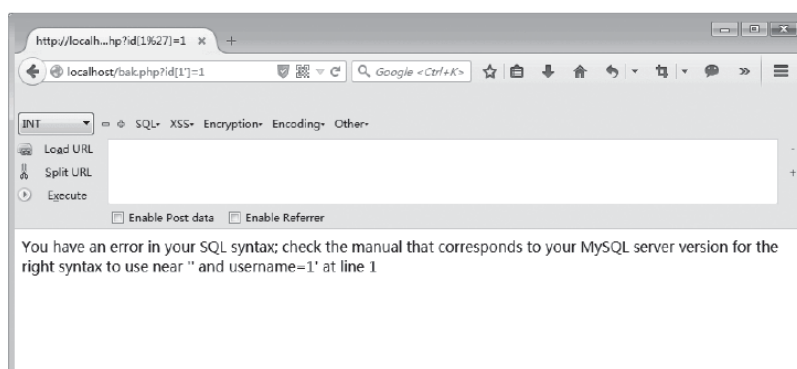 http://localh...hp?id[1%27]=1 × +
localhost/bak.php?id[1']=1 Google <Ctrl+K>
INT SQL- XSS- Encryption- Encoding- Other-
Load URL
Split URL
Execute
Enable Post data Enable Referrer
You have an error in your SQL syntax; check the manual that corresponds to your MySQL server version for the
right syntax to use near '' and username=1' at line 1